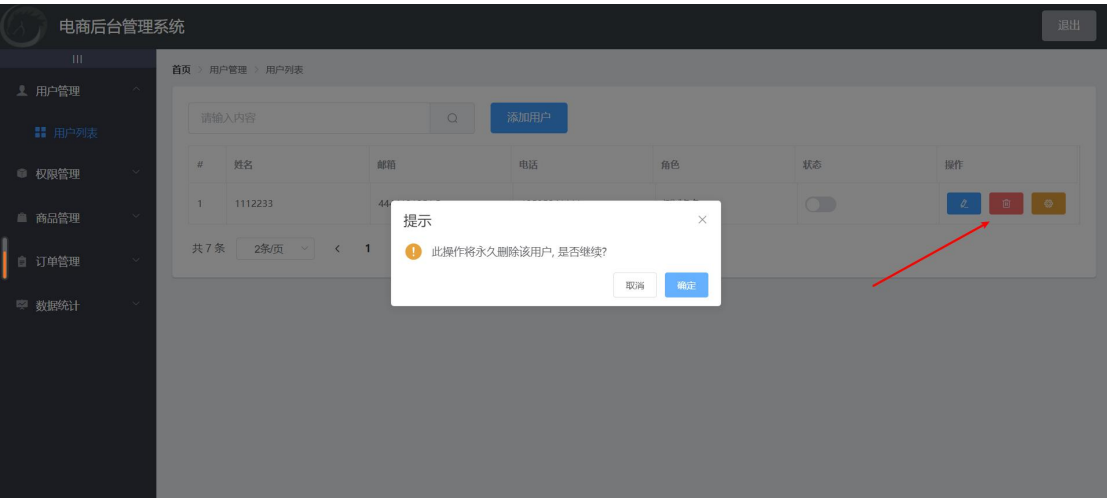 电商后台管理系统
退出
首页 > 用户管理 > 用户列表
用户管理
用户列表
权限管理
商品管理
订单管理
数据统计
请输入内容
添加用户
# 姓名 邮箱 电话 角色 状态 操作
1 1112233
共 7 条 2条/页 < 1
提示 ×
此操作将永久删除该用户, 是否继续?
取消 确定